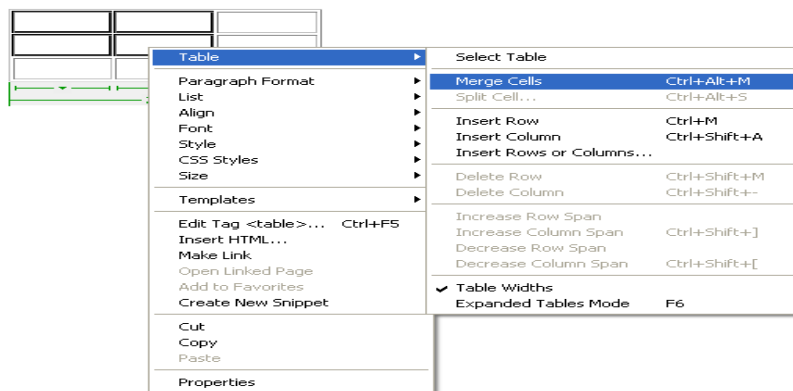 Table
Paragraph Format
List
Align
Font
Style
CSS Styles
Size
Templates
Edit Tag <table>... Ctrl+F5
Insert HTML...
Make Link
Open Linked Page
Add to Favorites
Create New Snippet
Cut
Copy
Paste
Properties
Select Table
Merge Cells Ctrl+Alt+M
Split Cell... Ctrl+Alt+S
Insert Row Ctrl+M
Insert Column Ctrl+Shift+A
Insert Rows or Columns...
Delete Row Ctrl+Shift+M
Delete Column Ctrl+Shift+-
Increase Row Span
Increase Column Span Ctrl+Shift+]
Decrease Row Span
Decrease Column Span Ctrl+Shift+[
Table Widths
Expanded Tables Mode F6